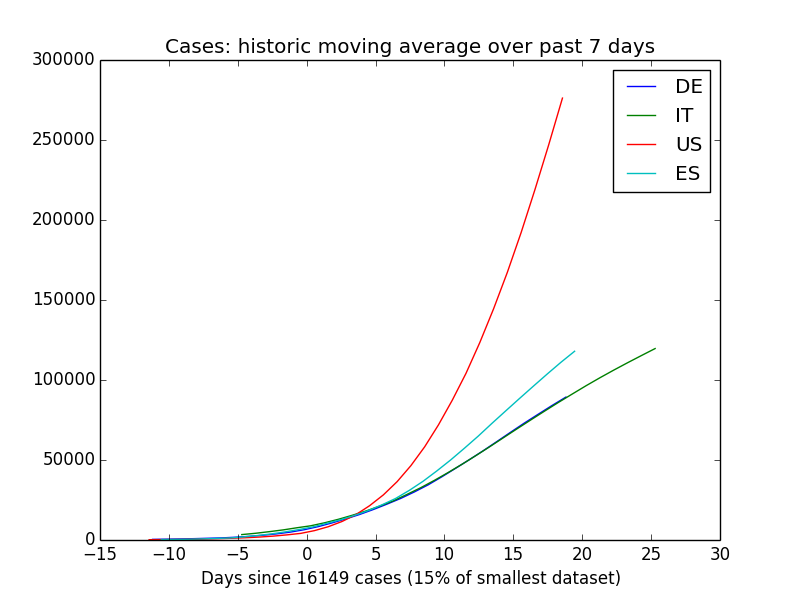 Cases: historic moving average over past 7 days
300000
250000
200000
150000
100000
50000
0
−15 −10 −5 0 5 10 15 20 25 30
Days since 16149 cases (15% of smallest dataset)
DE
IT
US
ES